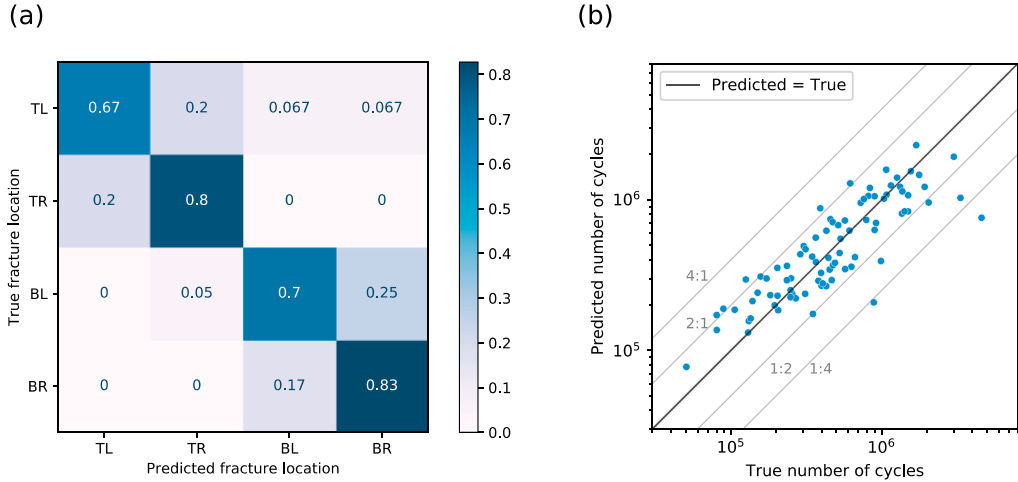 (a)
(b)
True fracture location
TL
TR
BL
BR
0.67 0.2 0.067 0.067
0.2 0.8 0 0
0 0.05 0.7 0.25
0 0 0.17 0.83
TL TR BL BR
Predicted fracture location
0.8
0.7
0.6
0.5
0.4
0.3
0.2
0.1
0.0
Predicted number of cycles
Predicted = True
10⁶
10⁵
4:1
2:1
1:2
1:4
10⁵ 10⁶
True number of cycles